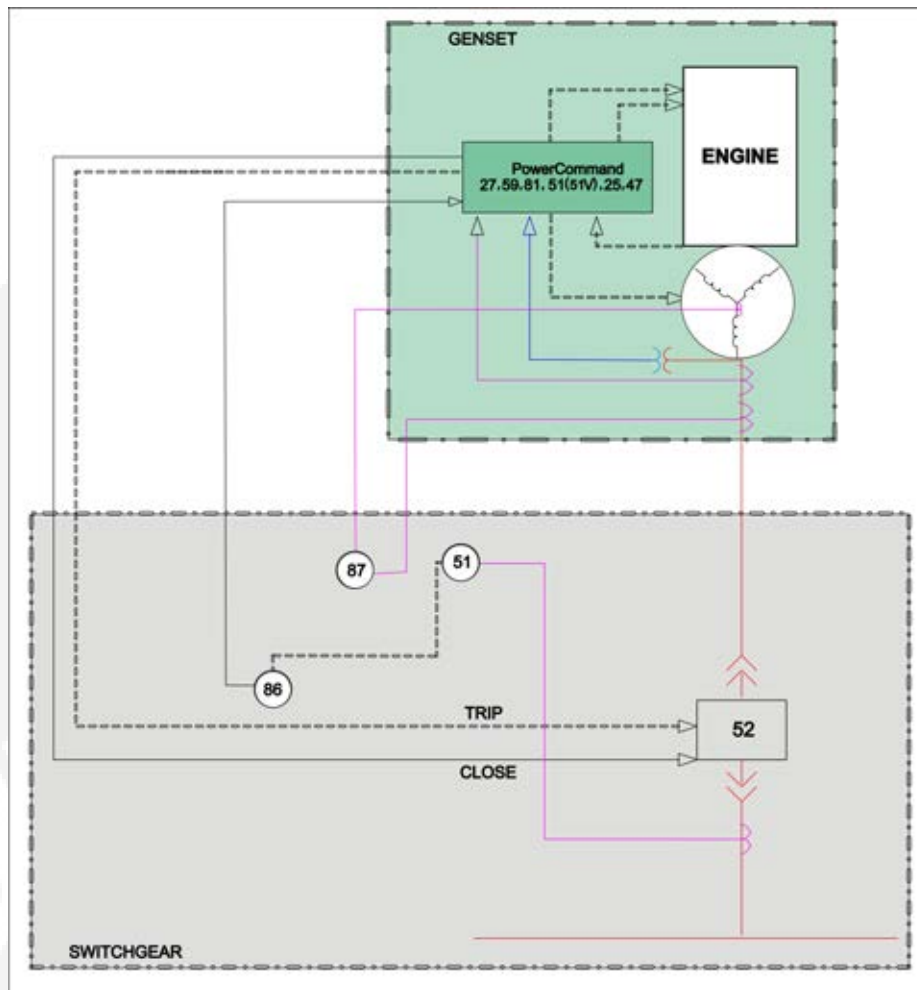 GENSET
ENGINE
PowerCommand
27.59.81.51(51V).25.47
87
51
86
TRIP
52
CLOSE
SWITCHGEAR